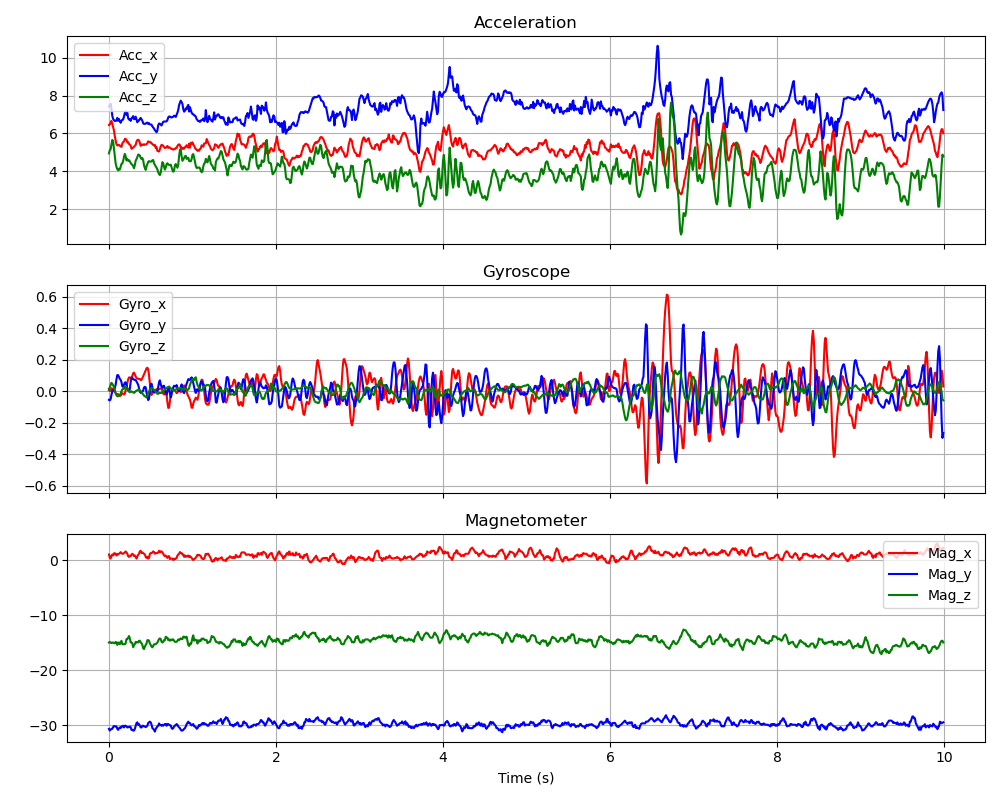 Acceleration
Acc_x
Acc_y
Acc_z
10
8
6
4
2
Gyroscope
Gyro_x
Gyro_y
Gyro_z
0.6
0.4
0.2
0.0
−0.2
−0.4
−0.6
Magnetometer
Mag_x
Mag_y
Mag_z
0
−10
−20
−30
0 2 4 6 8 10
Time (s)